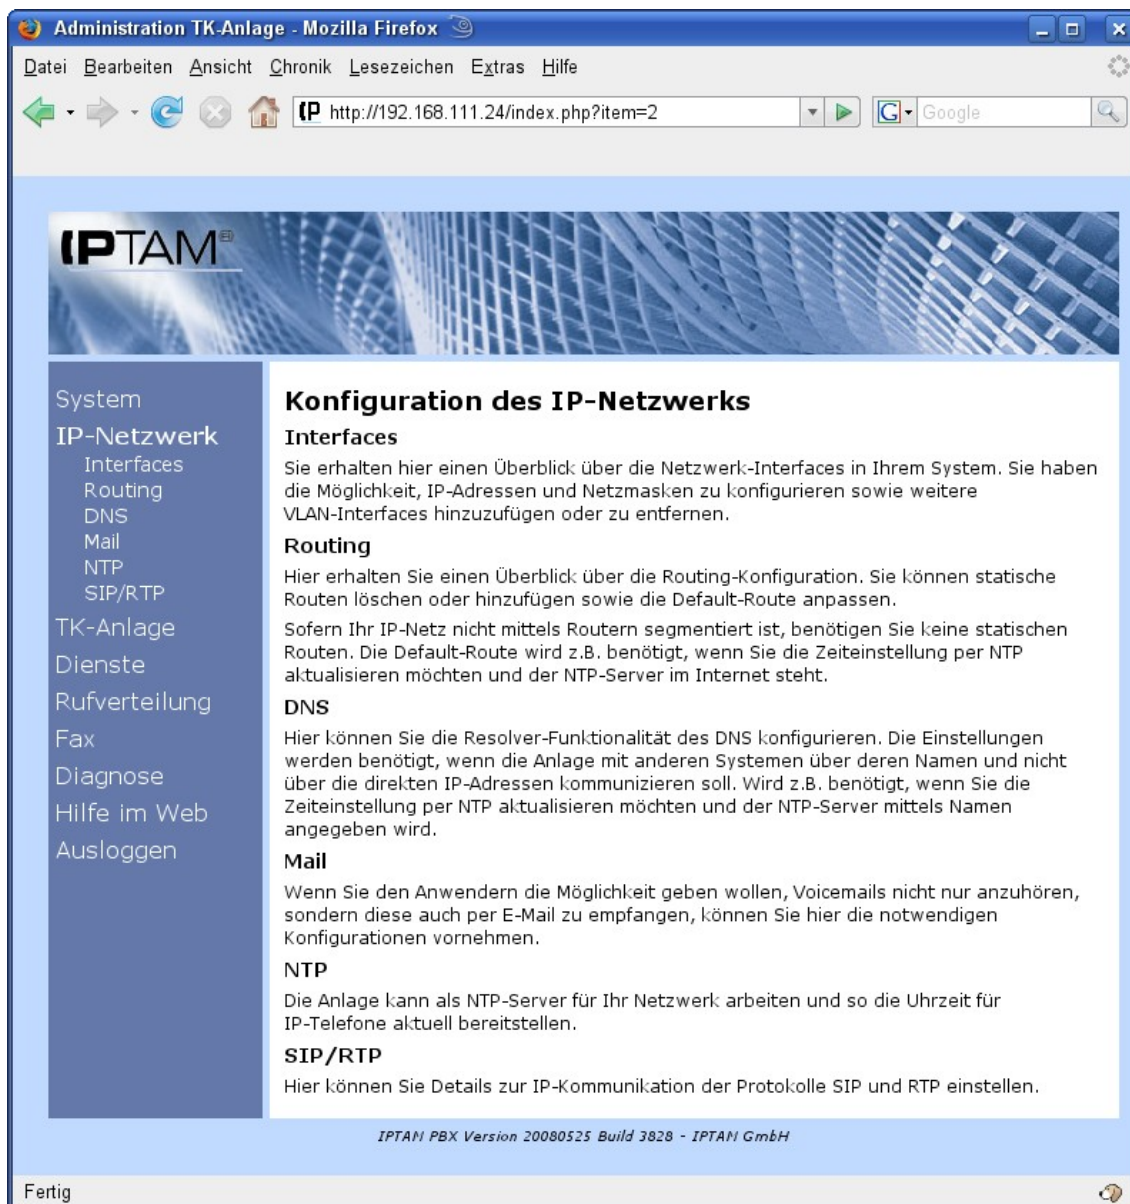 Administration TK-Anlage - Mozilla Firefox
Datei Bearbeiten Ansicht Chronik Lesezeichen Extras Hilfe
(P http://192.168.111.24/index.php?item=2
G Google
(PTAM®
System
IP-Netzwerk
Interfaces
Routing
DNS
Mail
NTP
SIP/RTP
TK-Anlage
Dienste
Rufverteilung
Fax
Diagnose
Hilfe im Web
Ausloggen
Konfiguration des IP-Netzwerks
Interfaces
Sie erhalten hier einen Überblick über die Netzwerk-Interfaces in Ihrem System. Sie haben
die Möglichkeit, IP-Adressen und Netzmasken zu konfigurieren sowie weitere
VLAN-Interfaces hinzuzufügen oder zu entfernen.
Routing
Hier erhalten Sie einen Überblick über die Routing-Konfiguration. Sie können statische
Routen löschen oder hinzufügen sowie die Default-Route anpassen.
Sofern Ihr IP-Netz nicht mittels Routern segmentiert ist, benötigen Sie keine statischen
Routen. Die Default-Route wird z.B. benötigt, wenn Sie die Zeiteinstellung per NTP
aktualisieren möchten und der NTP-Server im Internet steht.
DNS
Hier können Sie die Resolver-Funktionalität des DNS konfigurieren. Die Einstellungen
werden benötigt, wenn die Anlage mit anderen Systemen über deren Namen und nicht
über die direkten IP-Adressen kommunizieren soll. Wird z.B. benötigt, wenn Sie die
Zeiteinstellung per NTP aktualisieren möchten und der NTP-Server mittels Namen
angegeben wird.
Mail
Wenn Sie den Anwendern die Möglichkeit geben wollen, Voicemails nicht nur anzuhören,
sondern diese auch per E-Mail zu empfangen, können Sie hier die notwendigen
Konfigurationen vornehmen.
NTP
Die Anlage kann als NTP-Server für Ihr Netzwerk arbeiten und so die Uhrzeit für
IP-Telefone aktuell bereitstellen.
SIP/RTP
Hier können Sie Details zur IP-Kommunikation der Protokolle SIP und RTP einstellen.
IPTAM PBX Version 20080525 Build 3828 - IPTAM GmbH
Fertig